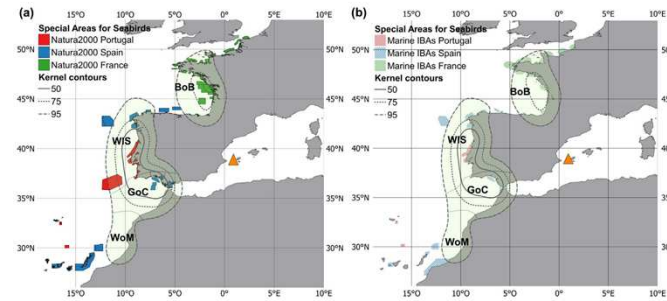 (a)
Special Areas for Seabirds
Natura2000 Portugal
Natura2000 Spain
Natura2000 France
Kernel contours
50
75
95
50°N
45°N
40°N
35°N
30°N
BoB
WIS
GoC
WoM
15°W
10°W
5°W
0°
5°E
10°E
(b)
Special Areas for Seabirds
Marine IBAs Portugal
Marine IBAs Spain
Marine IBAs France
Kernel contours
50
75
95
50°N
45°N
40°N
35°N
30°N
BoB
WIS
GoC
WoM
15°W
10°W
5°W
0°
5°E
10°E